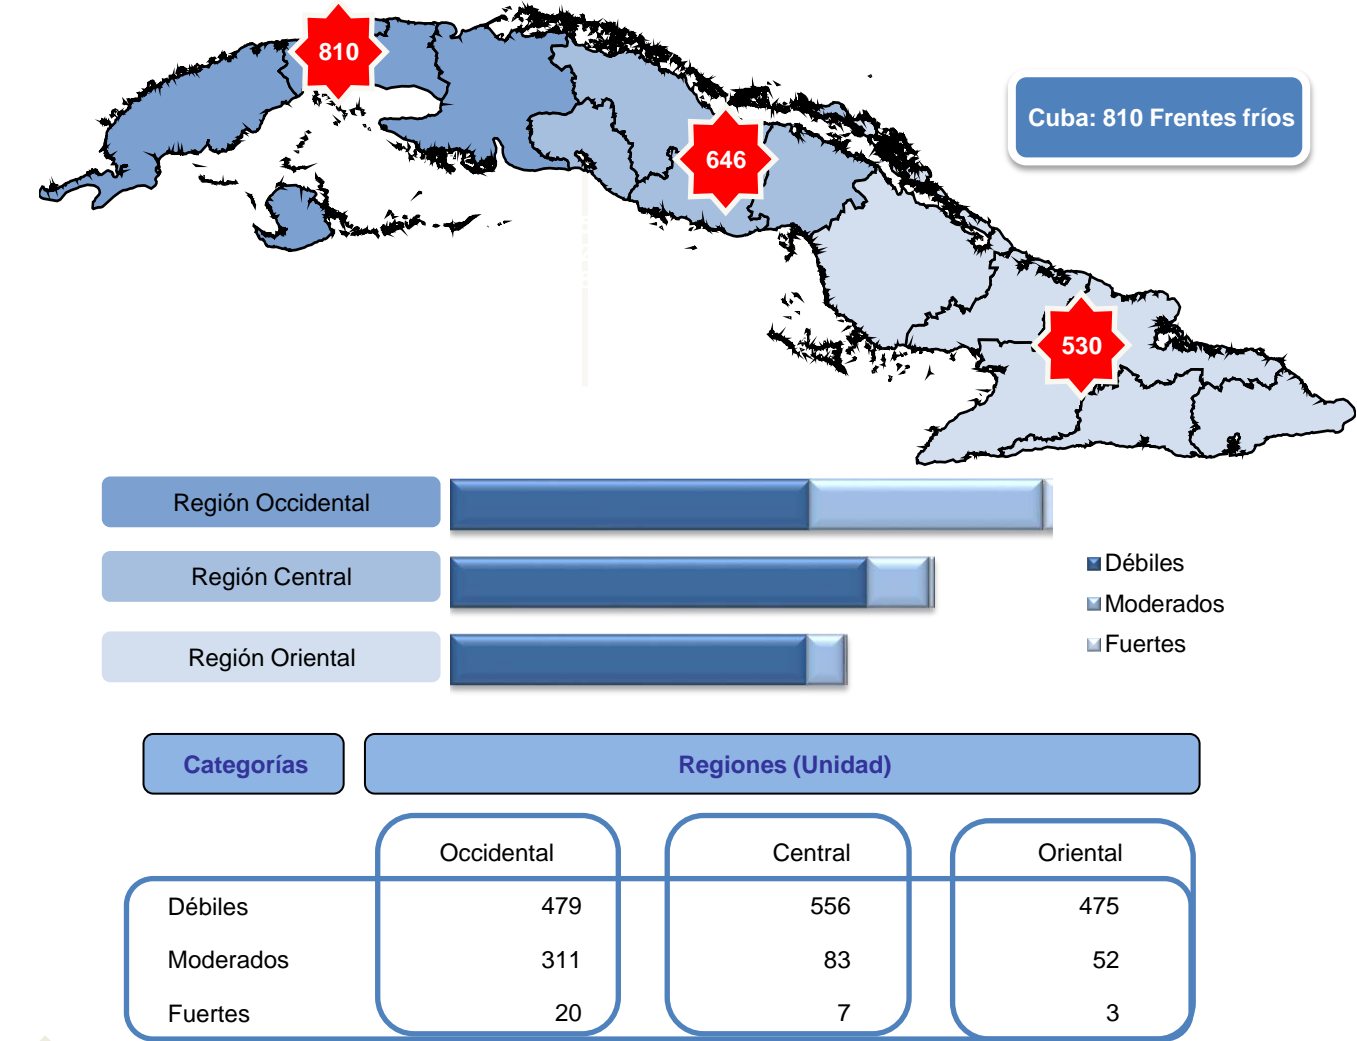 810
Cuba: 810 Frentes fríos
646
530
Región Occidental
Región Central
Región Oriental
Débiles
Moderados
Fuertes
Categorías Regiones (Unidad)
Occidental Central Oriental
Débiles 479 556 475
Moderados 311 83 52
Fuertes 20 7 3